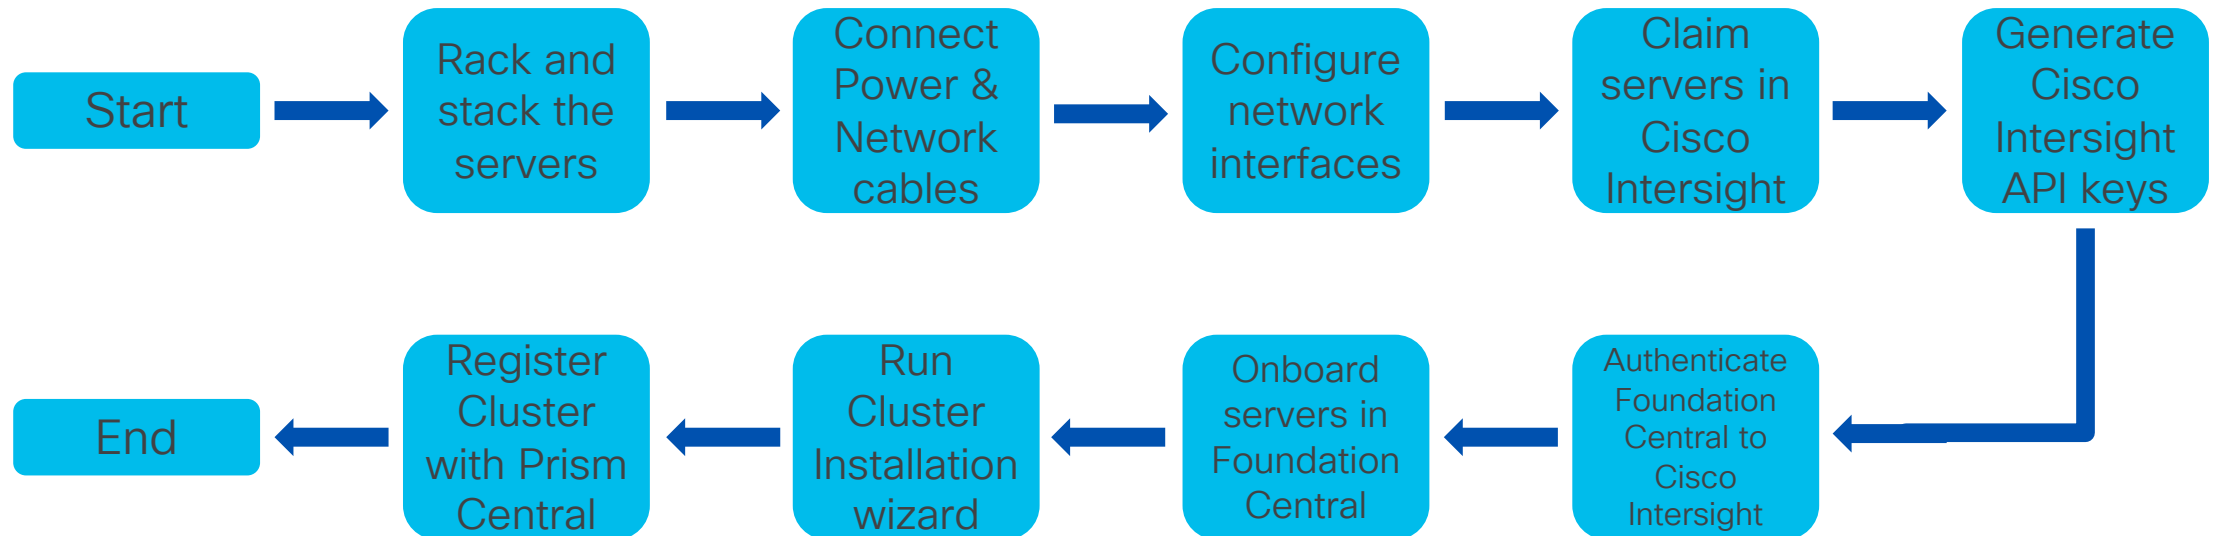 Start
Rack and
stack the
servers
Connect
Power &
Network
cables
Configure
network
interfaces
Claim
servers in
Cisco
Intersight
Generate
Cisco
Intersight
API keys
Authenticate
Foundation
Central to
Cisco
Intersight
Onboard
servers in
Foundation
Central
Run
Cluster
Installation
wizard
Register
Cluster
with Prism
Central
End